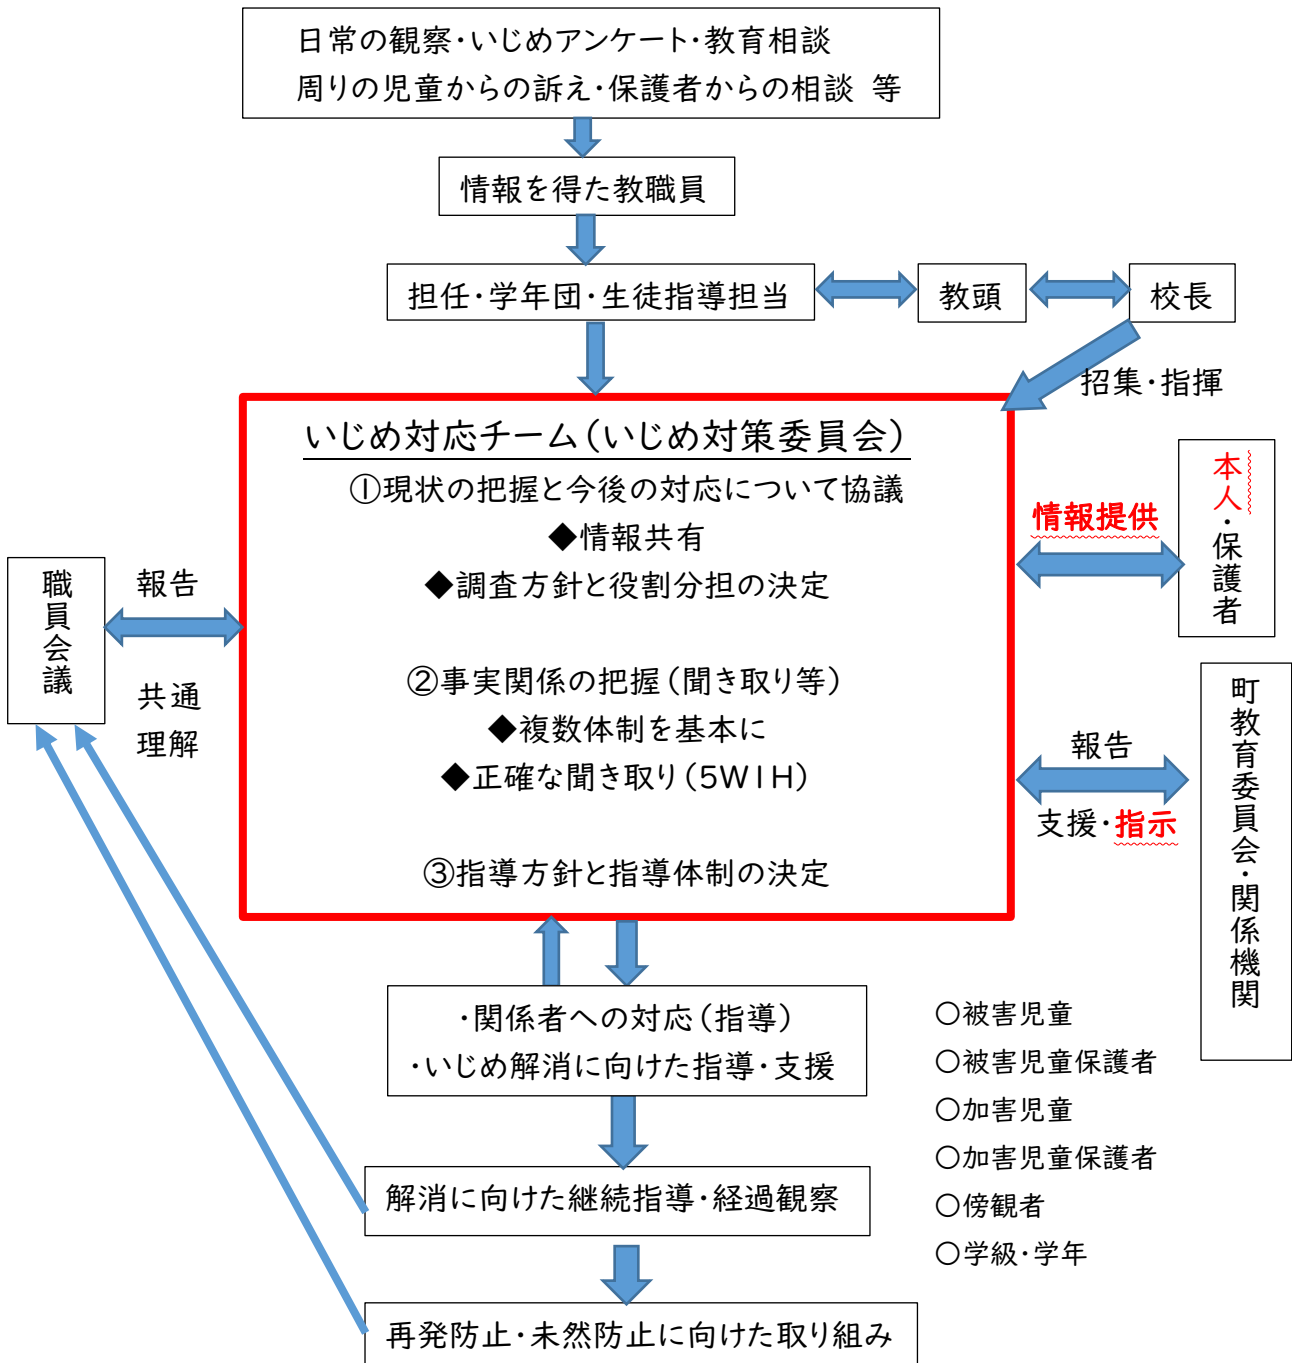 日常の観察・いじめアンケート・教育相談
周りの児童からの訴え・保護者からの相談 等
情報を得た教職員
担任・学年団・生徒指導担当
教頭
校長
招集・指揮
いじめ対応チーム(いじめ対策委員会)
①現状の把握と今後の対応について協議
◆情報共有
◆調査方針と役割分担の決定
②事実関係の把握(聞き取り等)
◆複数体制を基本に
◆正確な聞き取り(5W1H)
③指導方針と指導体制の決定
職員会議
報告
共通
理解
情報提供
本人・保護者
報告
支援・指示
町教育委員会・関係機関
・関係者への対応(指導)
・いじめ解消に向けた指導・支援
○被害児童
○被害児童保護者
○加害児童
○加害児童保護者
○傍観者
○学級・学年
解消に向けた継続指導・経過観察
再発防止・未然防止に向けた取り組み